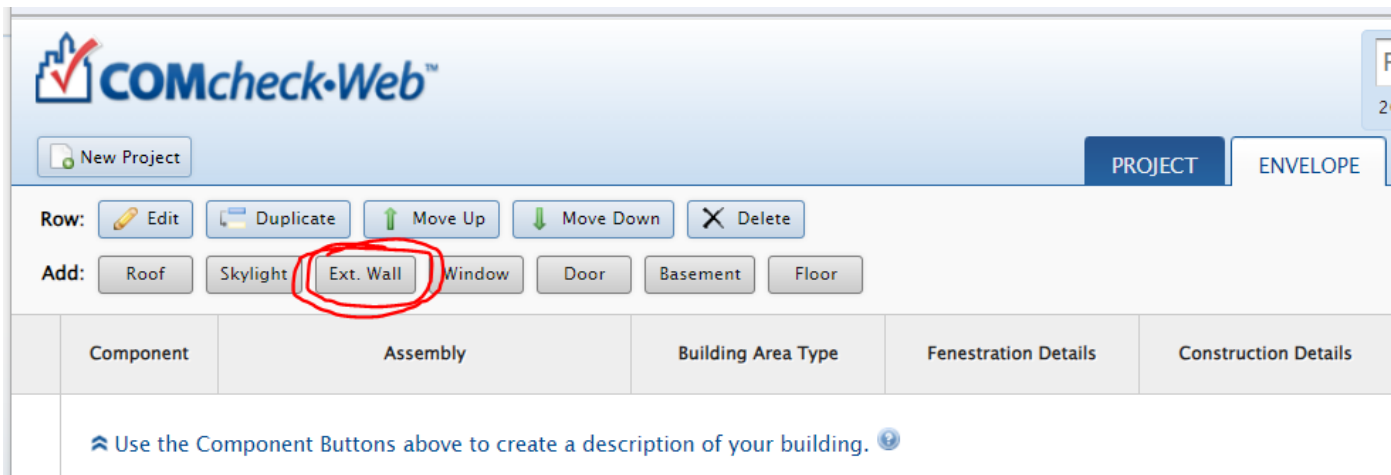 COMcheck•Web™
New Project
PROJECT ENVELOPE
Row: Edit Duplicate Move Up Move Down Delete
Add: Roof Skylight Ext. Wall Window Door Basement Floor
Component Assembly Building Area Type Fenestration Details Construction Details
Use the Component Buttons above to create a description of your building. ?